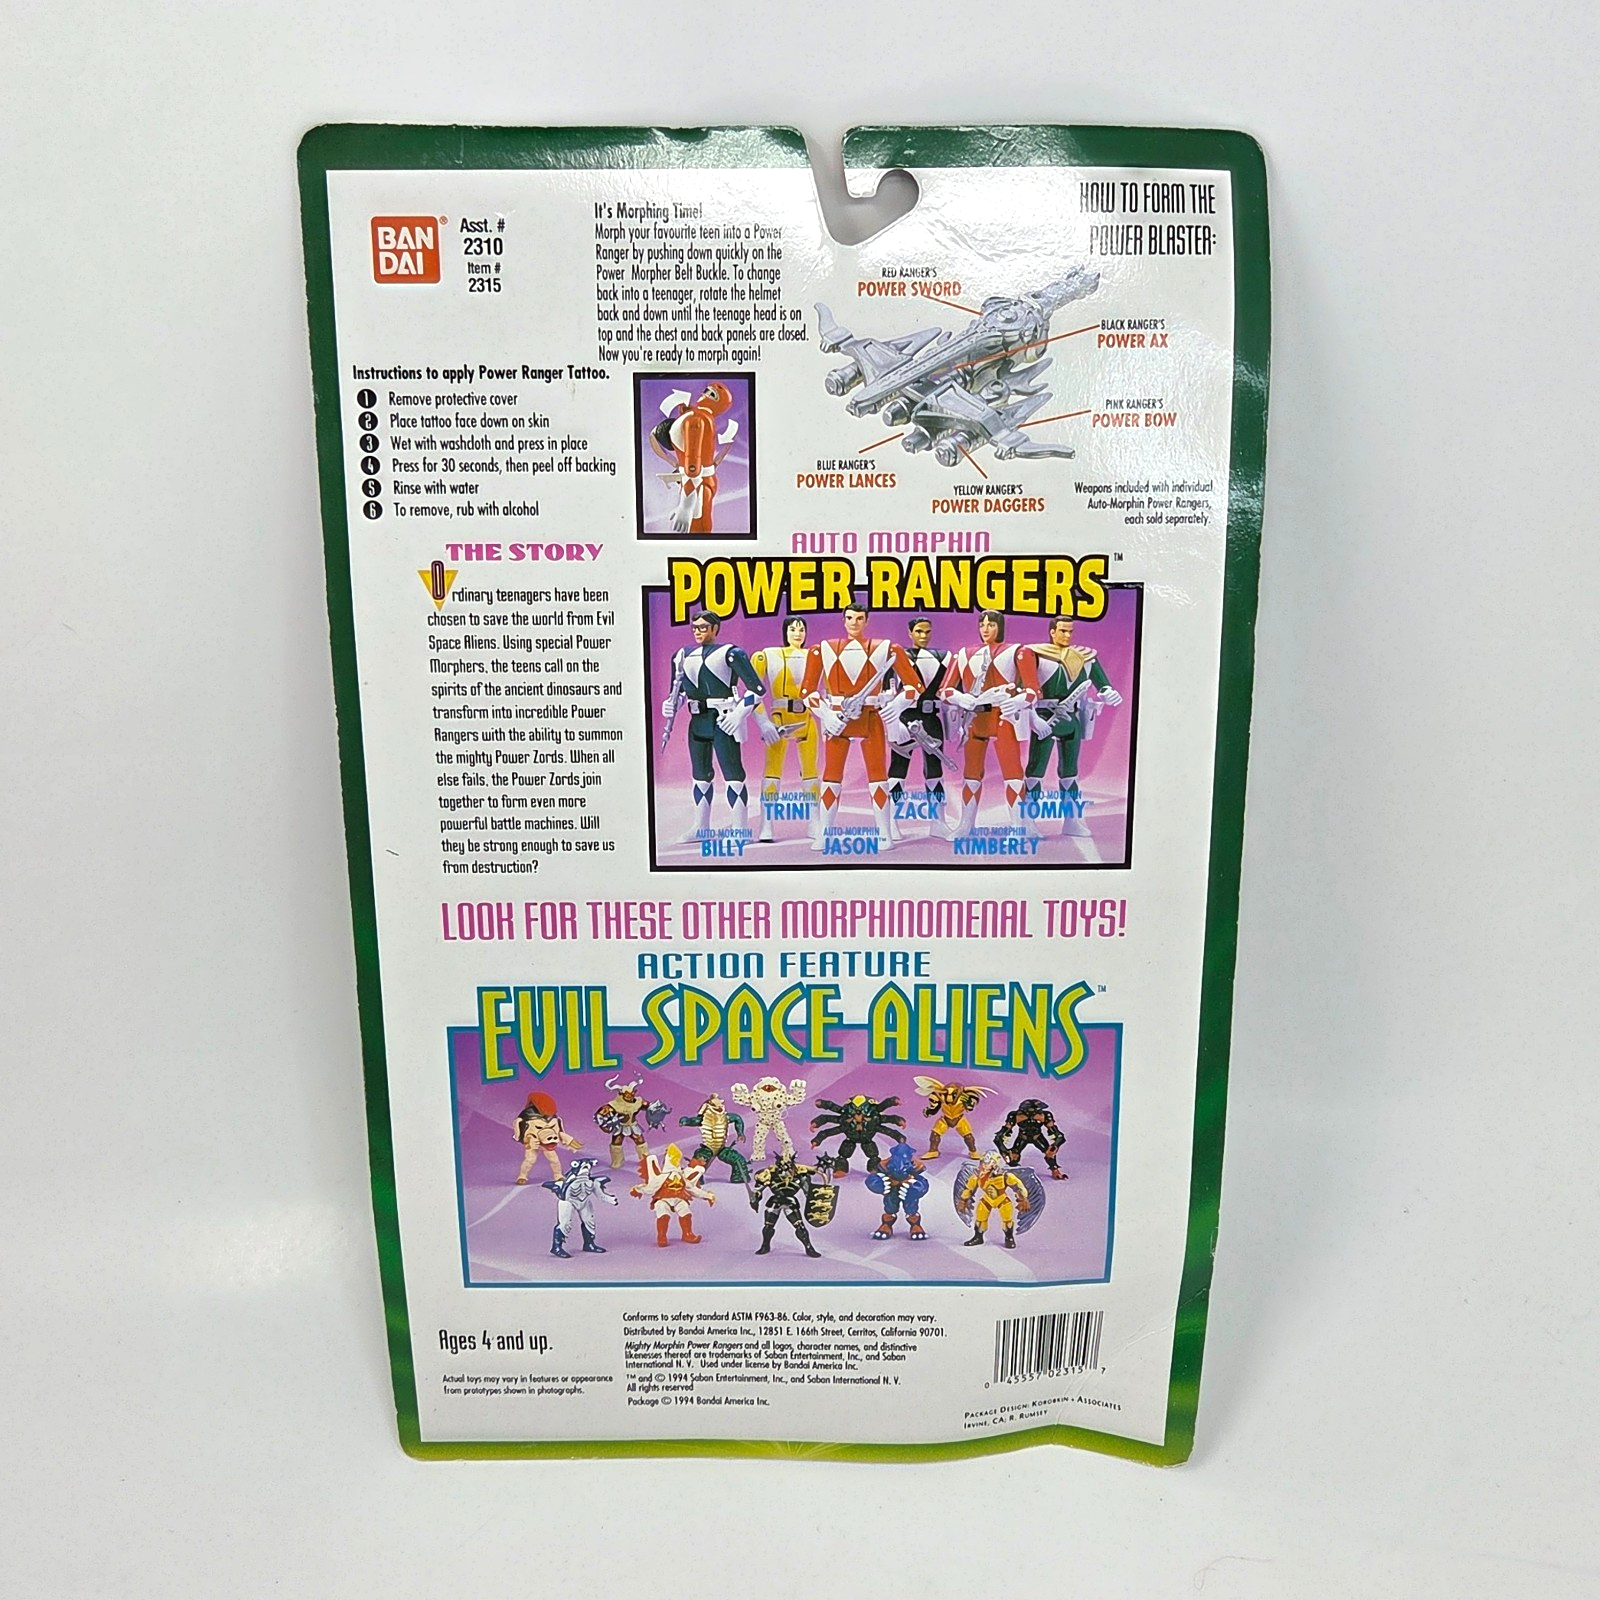 BAN
DAI®
Asst. #
2310
Item #
2315
It's Morphing Time!
Morph your favourite teen into a Power
Ranger by pushing down quickly on the
Power Morpher Belt Buckle. To change
back into a teenager, rotate the helmet
back and down until the teenage head is on
top and the chest and back panels are closed.
Now you're ready to morph again!
HOW TO FORM THE
POWER BLASTER:
RED RANGER'S
POWER SWORD
BLACK RANGER'S
POWER AX
PINK RANGER'S
POWER BOW
BLUE RANGER'S
POWER LANCES
YELLOW RANGER'S
POWER DAGGERS
Weapons included with individual
Auto-Morphin Power Rangers,
each sold separately.
Instructions to apply Power Ranger Tattoo.
1 Remove protective cover
2 Place tattoo face down on skin
3 Wet with washcloth and press in place
4 Press for 30 seconds, then peel off backing
5 Rinse with water
6 To remove, rub with alcohol
THE STORY
Ordinary teenagers have been
chosen to save the world from Evil
Space Aliens. Using special Power
Morphers, the teens call on the
spirits of the ancient dinosaurs and
transform into incredible Power
Rangers with the ability to summon
the mighty Power Zords. When all
else fails, the Power Zords join
together to form even more
powerful battle machines. Will
they be strong enough to save us
from destruction?
AUTO MORPHIN
POWER RANGERS™
AUTO-MORPHIN
TRINI™
AUTO-MORPHIN
ZACK
AUTO-MORPHIN
TOMMY™
AUTO-MORPHIN
BILLY™
AUTO-MORPHIN
JASON™
AUTO-MORPHIN
KIMBERLY™
LOOK FOR THESE OTHER MORPHINOMENAL TOYS!
ACTION FEATURE
EVIL SPACE ALIENS™
Ages 4 and up.
Actual toys may vary in features or appearance
from prototypes shown in photographs.
Conforms to safety standard ASTM F963-86. Color, style, and decoration may vary.
Distributed by Bandai America Inc., 12851 E. 166th Street, Cerritos, California 90701.
Mighty Morphin Power Rangers and all logos, character names, and distinctive
likenesses thereof are trademarks of Saban Entertainment, Inc., and Saban
International N. V. Used under license by Bandai America Inc.
™ and © 1994 Saban Entertainment, Inc., and Saban International N. V.
All rights reserved
Package © 1994 Bandai America Inc.
0 45557 02315 7
PACKAGE DESIGN: KOROBKIN + ASSOCIATES
IRVINE, CA; R. RUMSEY